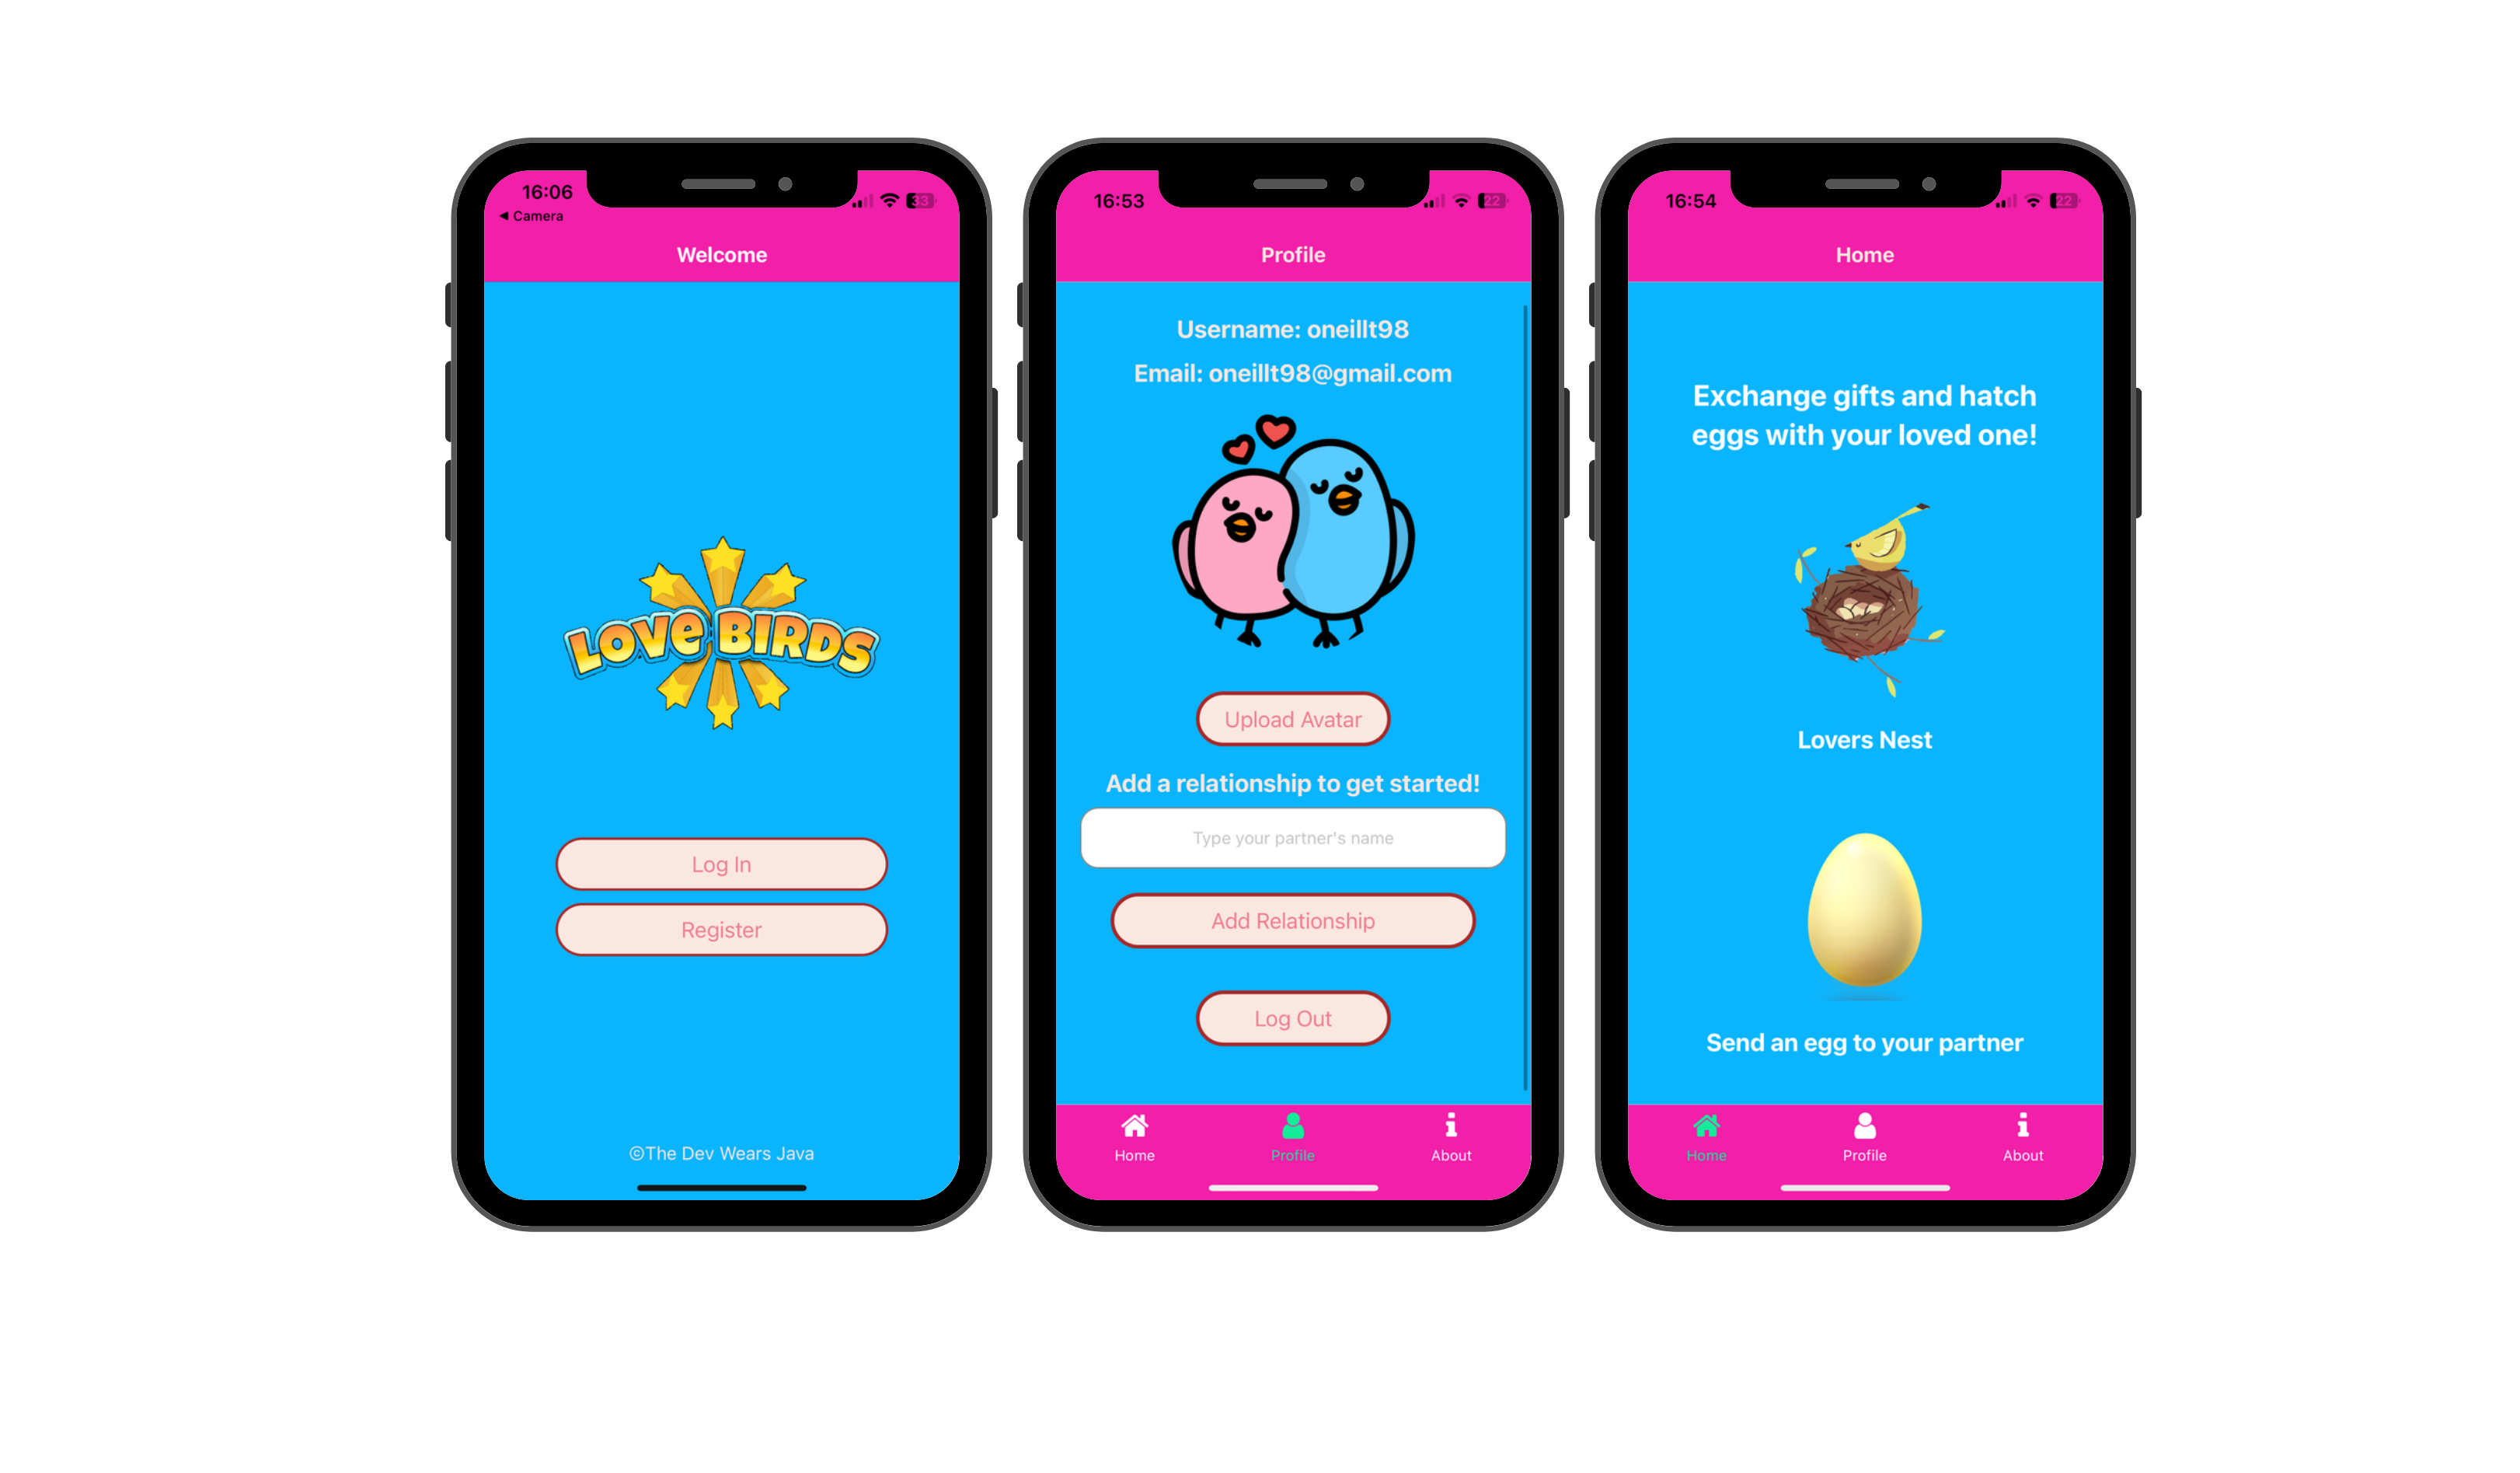 16:06
◀ Camera
33
Welcome
LOVE BIRDS
Log In
Register
©The Dev Wears Java
16:53
22
Profile
Username: oneillt98
Email: oneillt98@gmail.com
Upload Avatar
Add a relationship to get started!
Type your partner's name
Add Relationship
Log Out
Home
Profile
About
16:54
22
Home
Exchange gifts and hatch
eggs with your loved one!
Lovers Nest
Send an egg to your partner
Home
Profile
About